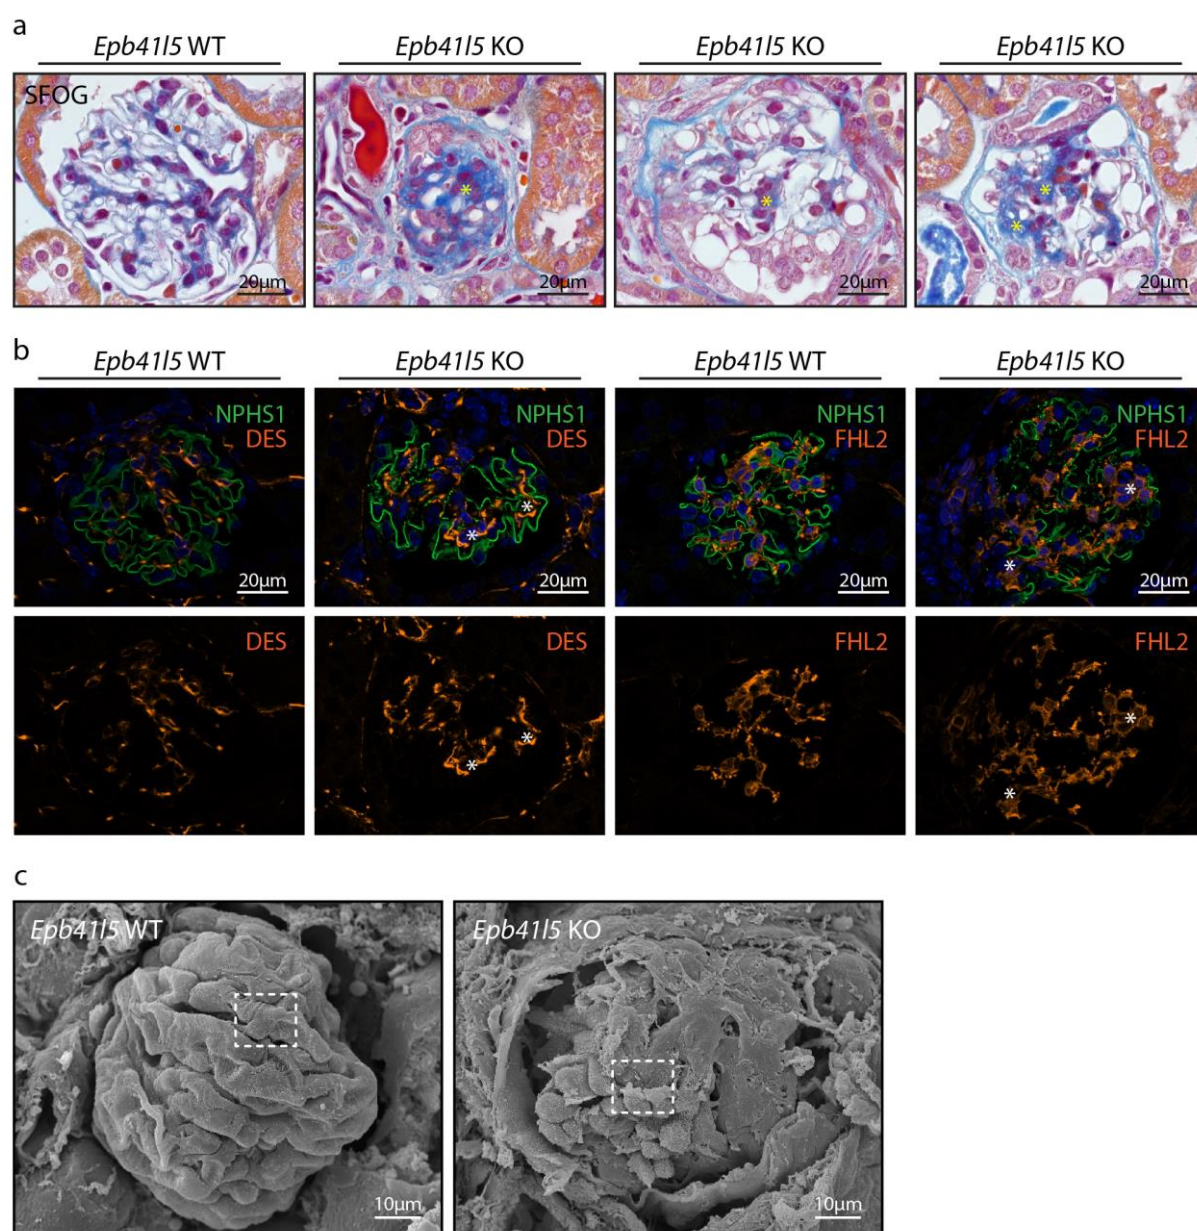 a
Epb41l5 WT
Epb41l5 KO
Epb41l5 KO
Epb41l5 KO
SFOG
*
*
*
*
20µm
20µm
20µm
20µm
b
Epb41l5 WT
Epb41l5 KO
Epb41l5 WT
Epb41l5 KO
NPHS1
DES
NPHS1
DES
NPHS1
FHL2
NPHS1
FHL2
*
*
*
*
20µm
20µm
20µm
20µm
DES
DES
FHL2
FHL2
*
*
*
*
c
Epb41l5 WT
Epb41l5 KO
10µm
10µm